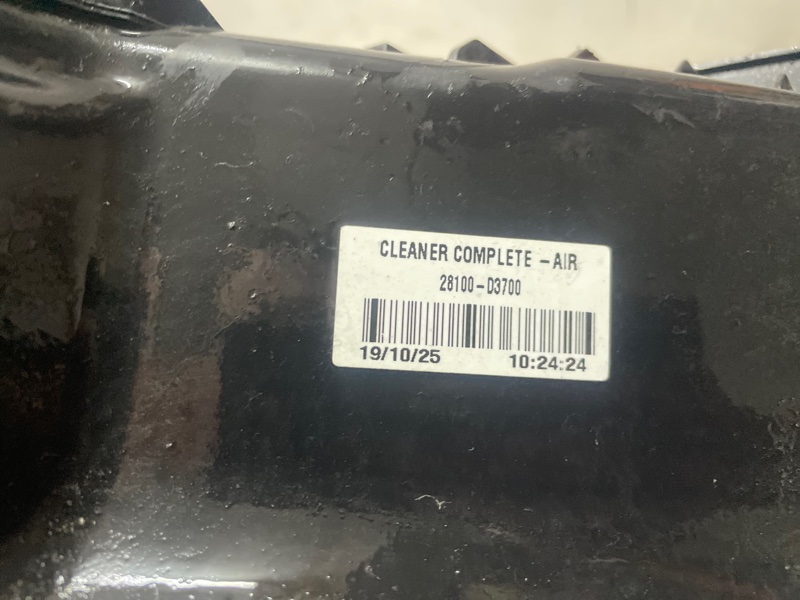 CLEANER COMPLETE -AIR
28100-D3700
19/10/25 10:24:24